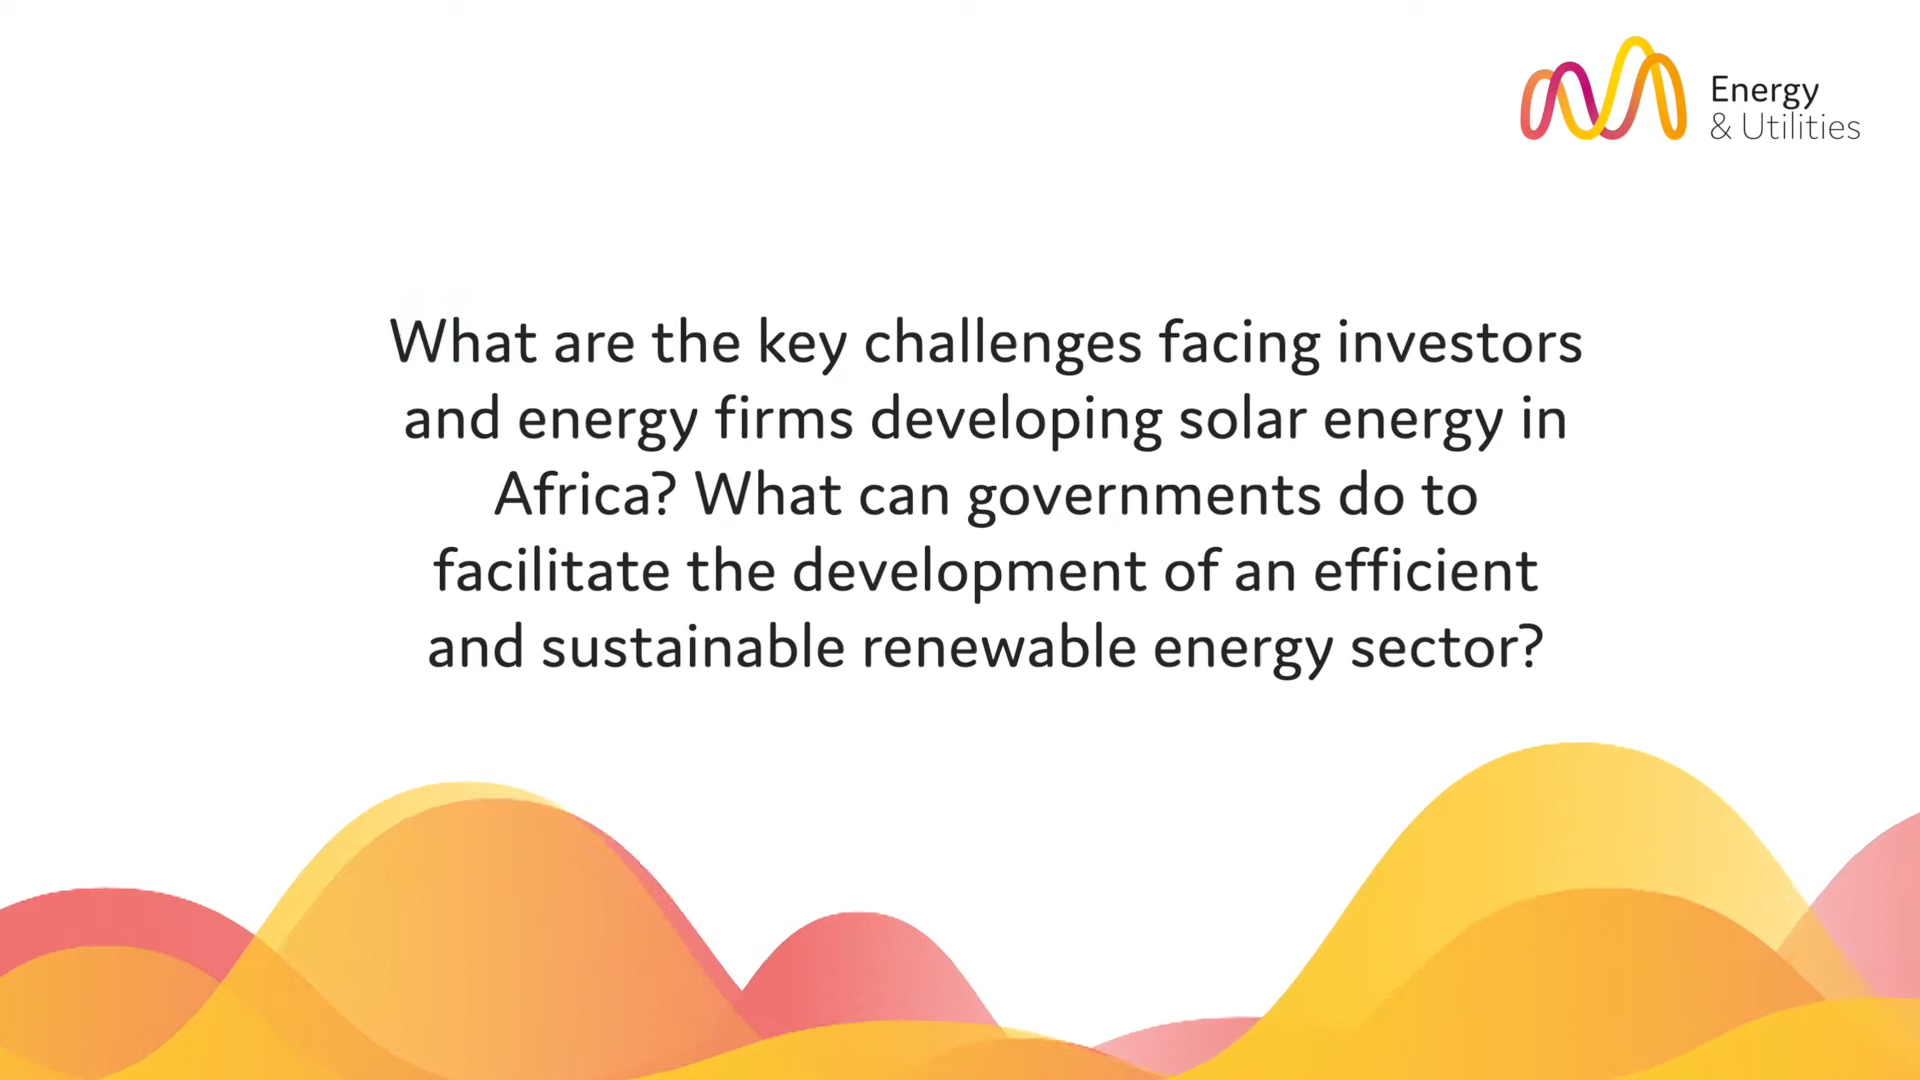 Energy
& Utilities
What are the key challenges facing investors
and energy firms developing solar energy in
Africa? What can governments do to
facilitate the development of an efficient
and sustainable renewable energy sector?